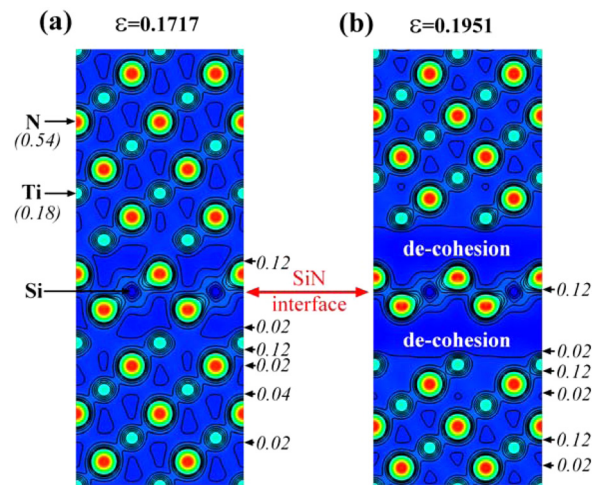 (a) ε=0.1717
(b) ε=0.1951
N
(0.54)
Ti
(0.18)
Si
0.12
0.02
0.12
0.02
0.04
0.02
SiN
interface
de-cohesion
de-cohesion
0.12
0.02
0.12
0.02
0.12
0.02